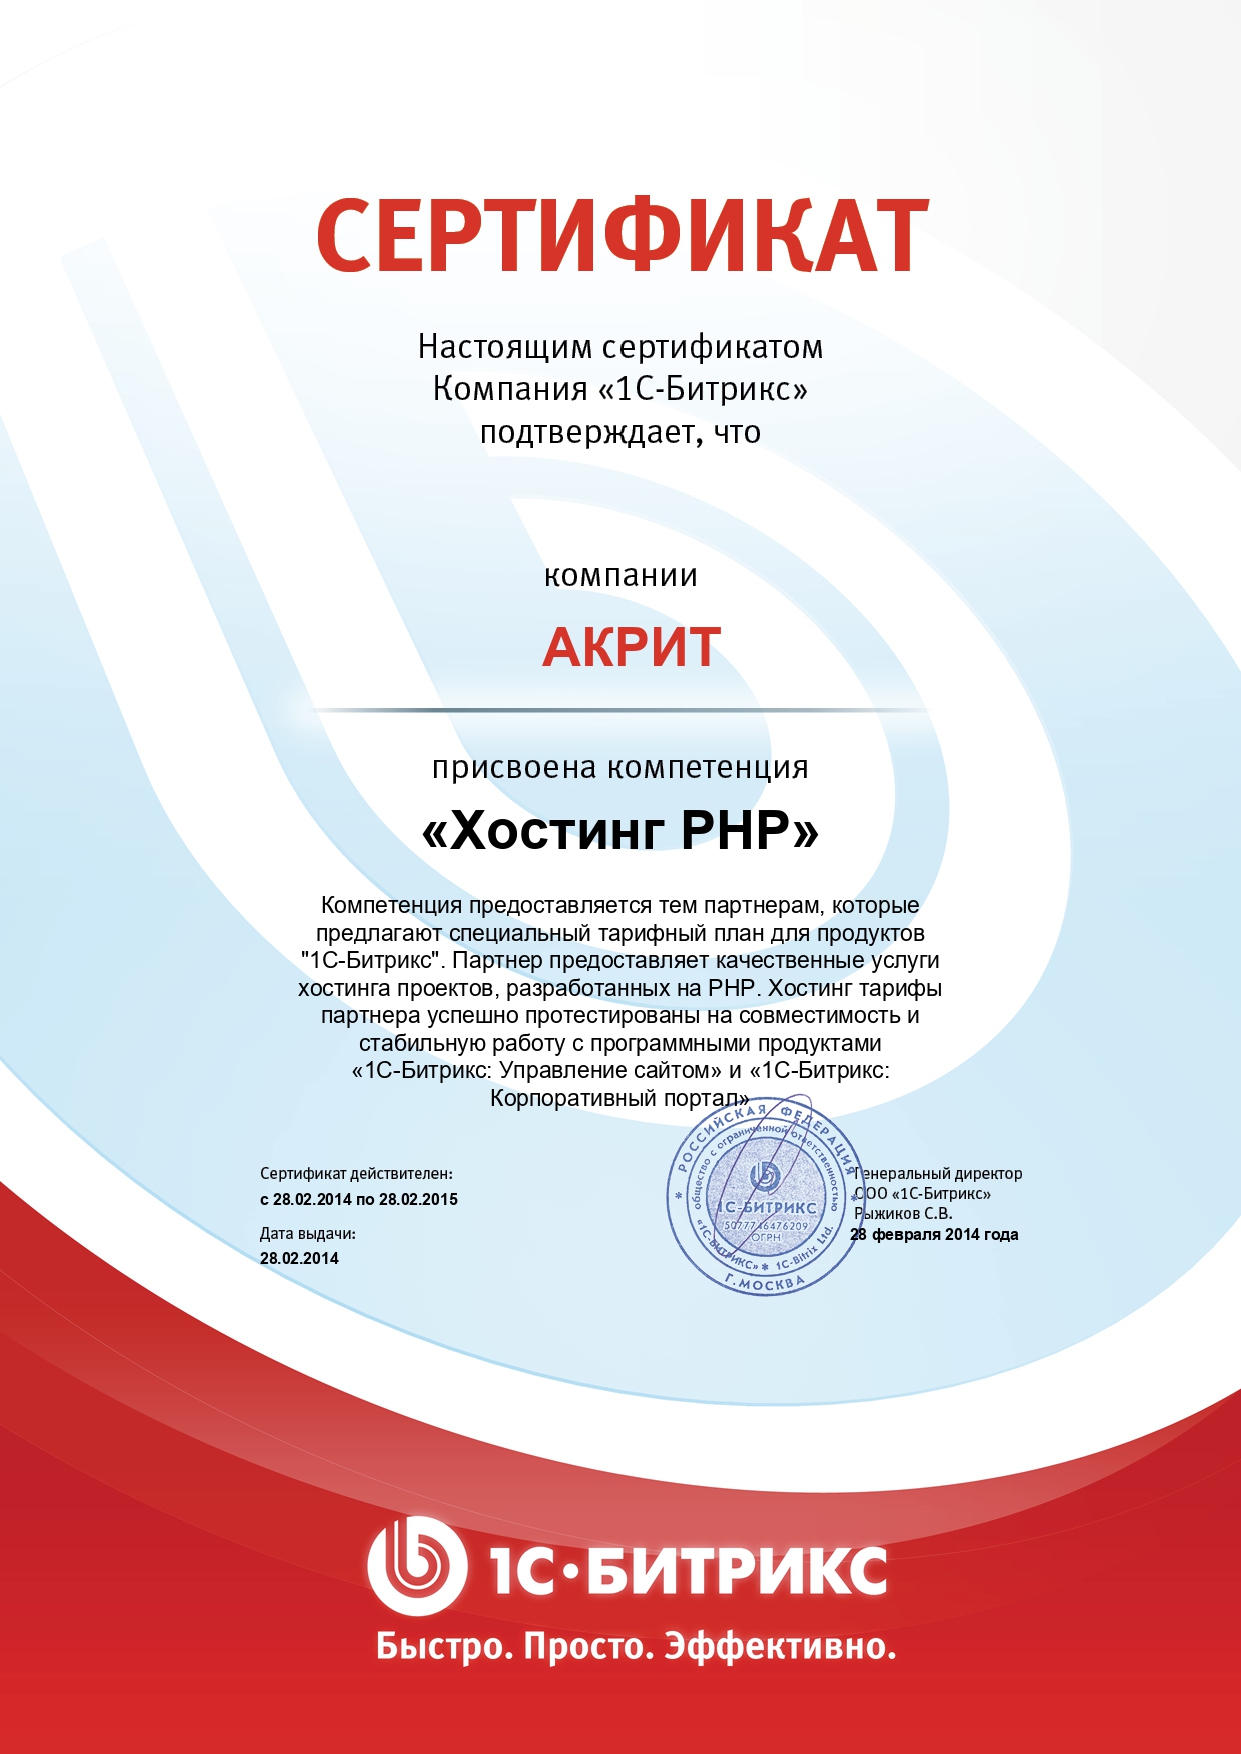 СЕРТИФИКАТ
Настоящим сертификатом
Компания «1С-Битрикс»
подтверждает, что
компании
АКРИТ
присвоена компетенция
«Хостинг PHP»
Компетенция предоставляется тем партнерам, которые
предлагают специальный тарифный план для продуктов
"1С-Битрикс". Партнер предоставляет качественные услуги
хостинга проектов, разработанных на PHP. Хостинг тарифы
партнера успешно протестированы на совместимость и
стабильную работу с программными продуктами
«1С-Битрикс: Управление сайтом» и «1С-Битрикс:
Корпоративный портал»
Сертификат действителен:
с 28.02.2014 по 28.02.2015
Дата выдачи:
28.02.2014
РОССИЙСКАЯ ФЕДЕРАЦИЯ
общество с ограниченной ответственностью
1С-БИТРИКС
5077746476209
ОГРН
«1С-БИТРИКС» * 1C-Bitrix Ltd.
Г.МОСКВА
Генеральный директор
ООО «1С-Битрикс»
Рыжиков С.В.
28 февраля 2014 года
1С·БИТРИКС
Быстро. Просто. Эффективно.